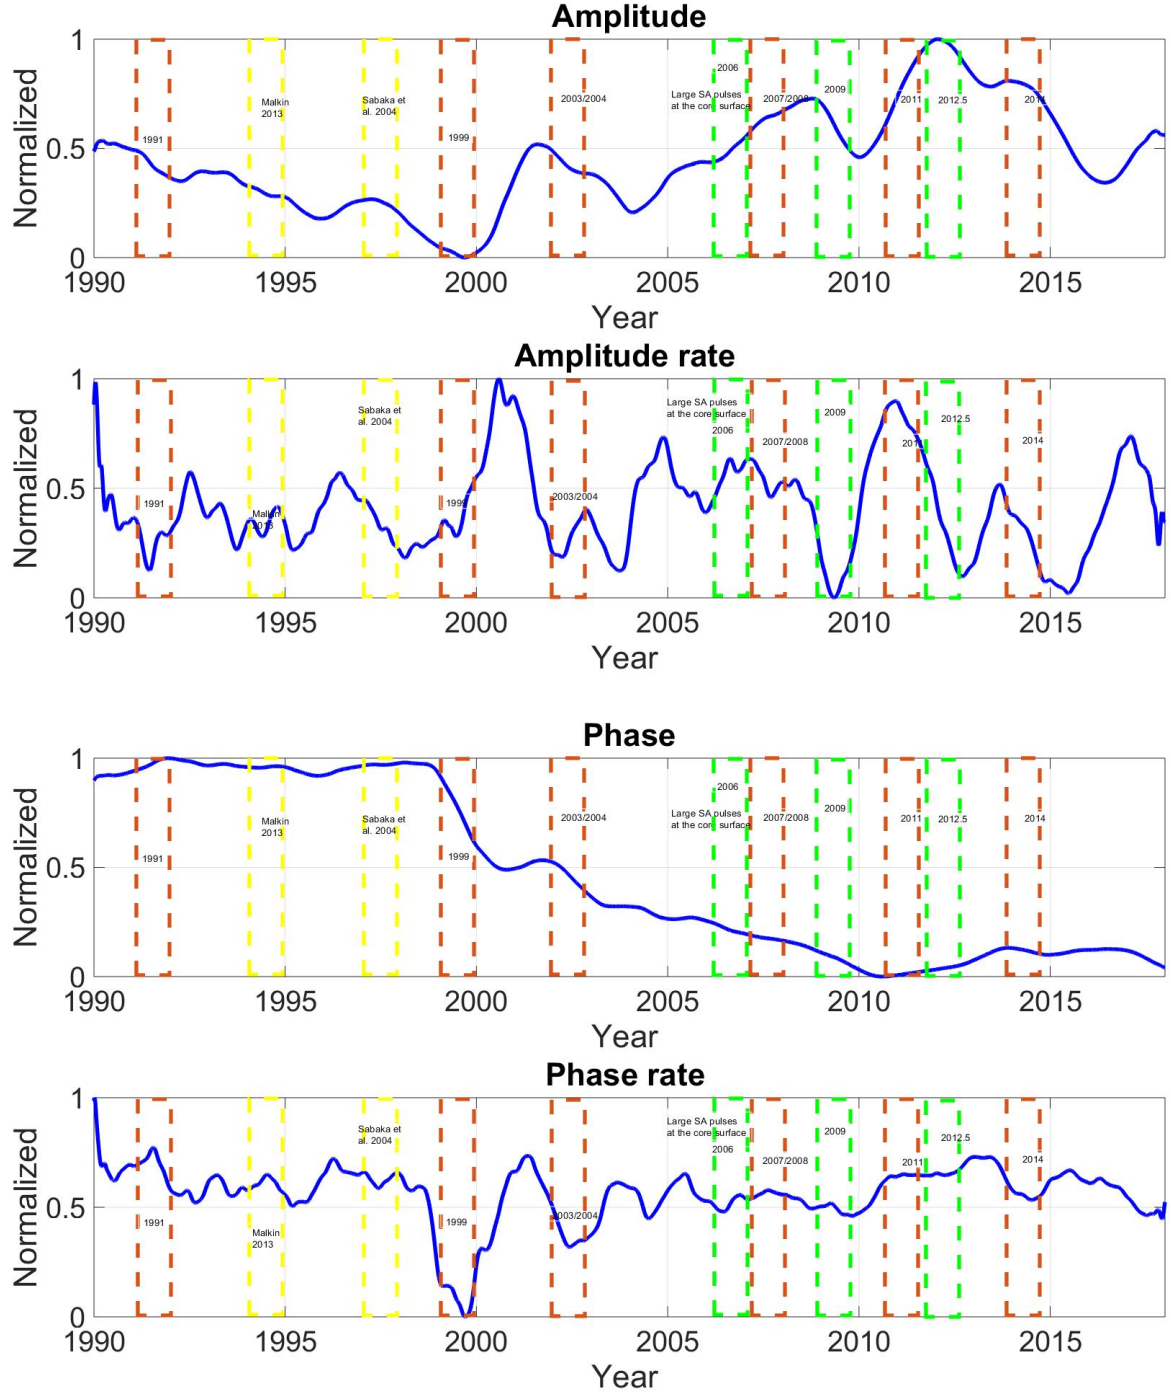 Amplitude
Normalized
1
0.5
0
1991
Malkin
2013
Sabaka et
al. 2004
1999
2003/2004
Large SA pulses
at the core surface
2006
2007/2008
2009
2011
2012.5
2014
1990 1995 2000 2005 2010 2015
Year
Amplitude rate
Normalized
1
0.5
0
1991
Malkin
2013
Sabaka et
al. 2004
1999
2003/2004
Large SA pulses
at the core surface
2006
2007/2008
2009
2011
2012.5
2014
1990 1995 2000 2005 2010 2015
Year
Phase
Normalized
1
0.5
0
1991
Malkin
2013
Sabaka et
al. 2004
1999
2003/2004
2006
Large SA pulses
at the core surface
2007/2008
2009
2011
2012.5
2014
1990 1995 2000 2005 2010 2015
Year
Phase rate
Normalized
1
0.5
0
1991
Malkin
2013
Sabaka et
al. 2004
1999
2003/2004
Large SA pulses
at the core surface
2006
2007/2008
2009
2011
2012.5
2014
1990 1995 2000 2005 2010 2015
Year